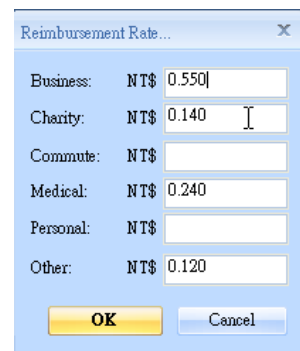 Reimbursement Rate...
Business: NT$ 0.550
Charity: NT$ 0.140
Commute: NT$
Medical: NT$ 0.240
Personal: NT$
Other: NT$ 0.120
OK Cancel